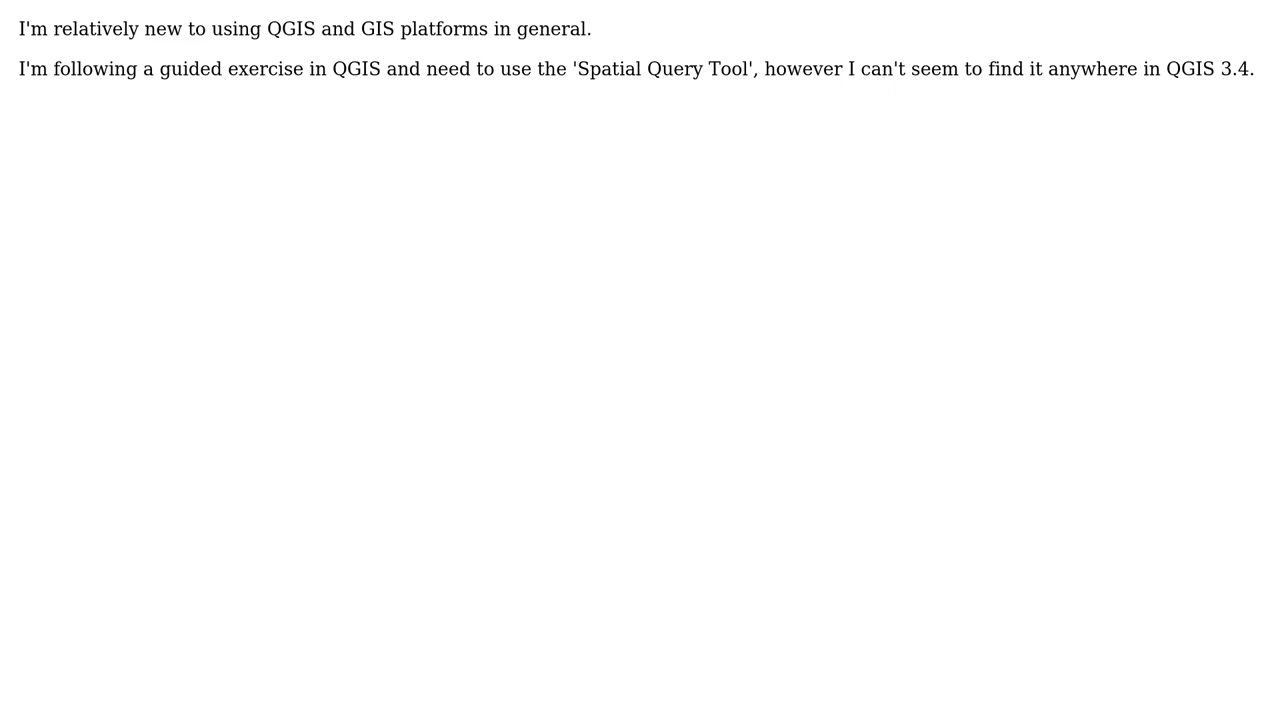 I'm relatively new to using QGIS and GIS platforms in general.
I'm following a guided exercise in QGIS and need to use the 'Spatial Query Tool', however I can't seem to find it anywhere in QGIS 3.4.